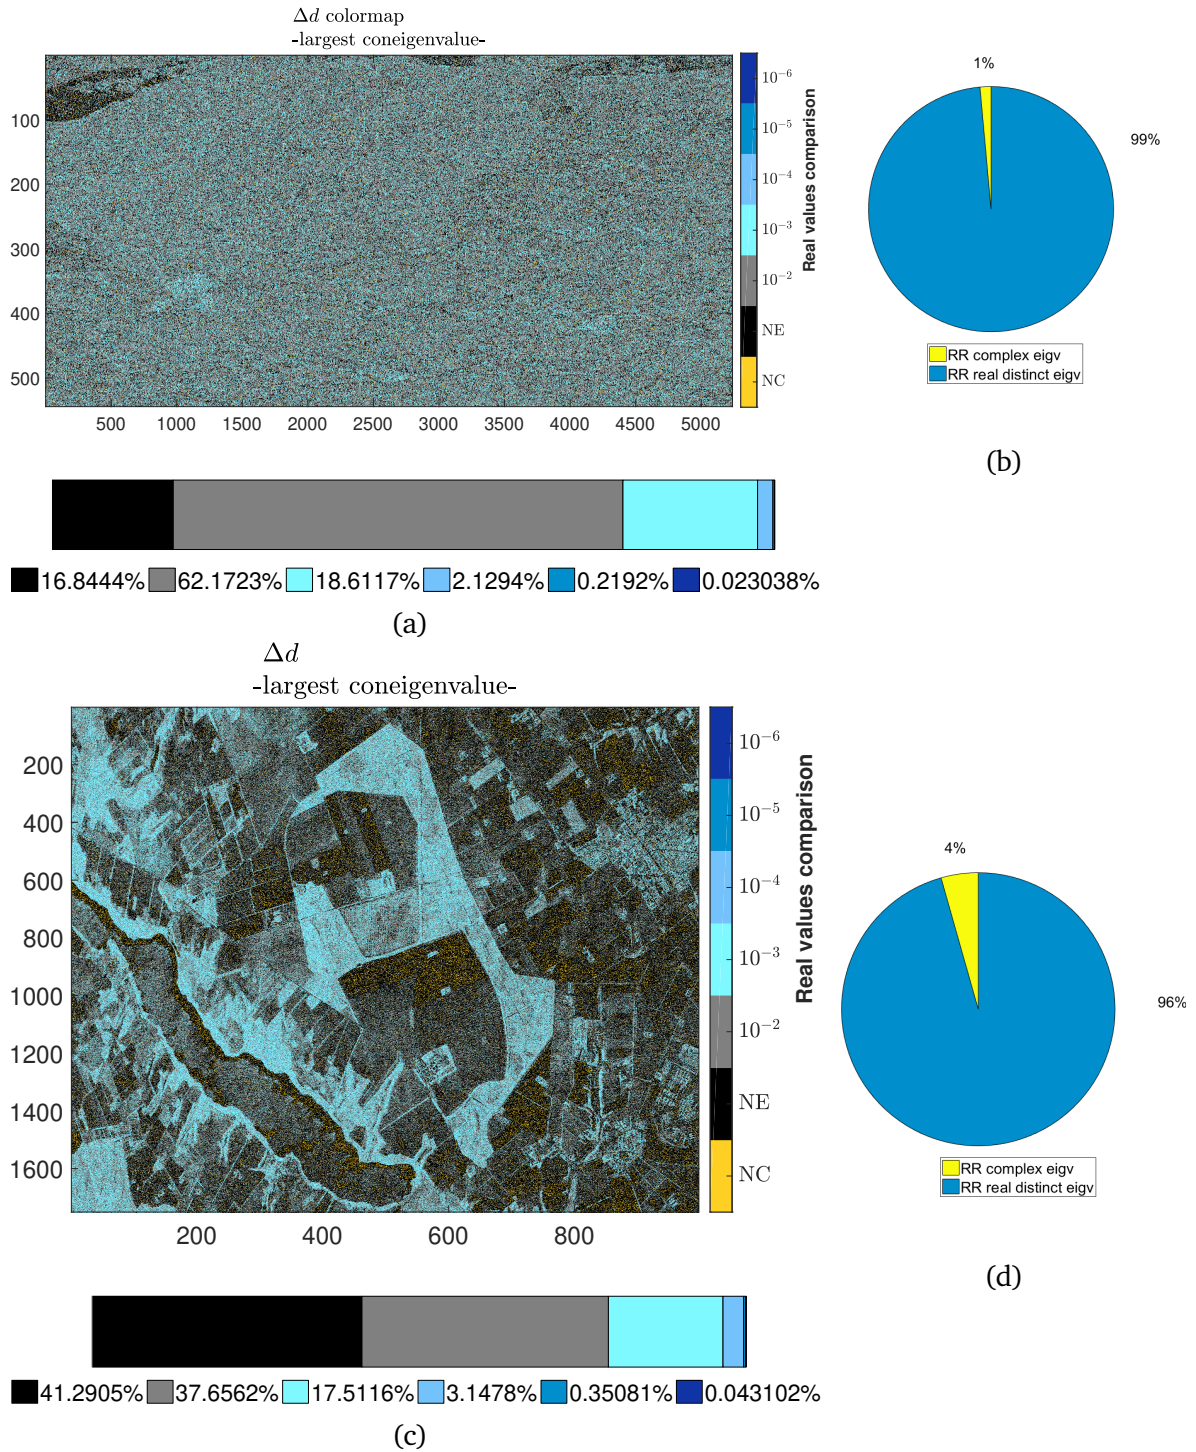 Δd colormap
-largest coneigenvalue-
100
200
300
400
500
500 1000 1500 2000 2500 3000 3500 4000 4500 5000
10⁻⁶
10⁻⁵
10⁻⁴
10⁻³
10⁻²
NE
NC
Real values comparison
1%
99%
RR complex eigv
RR real distinct eigv
(b)
16.8444% 62.1723% 18.6117% 2.1294% 0.2192% 0.023038%
(a)
Δd
-largest coneigenvalue-
200
400
600
800
1000
1200
1400
1600
200 400 600 800
10⁻⁶
10⁻⁵
10⁻⁴
10⁻³
10⁻²
NE
NC
Real values comparison
4%
96%
RR complex eigv
RR real distinct eigv
(d)
41.2905% 37.6562% 17.5116% 3.1478% 0.35081% 0.043102%
(c)